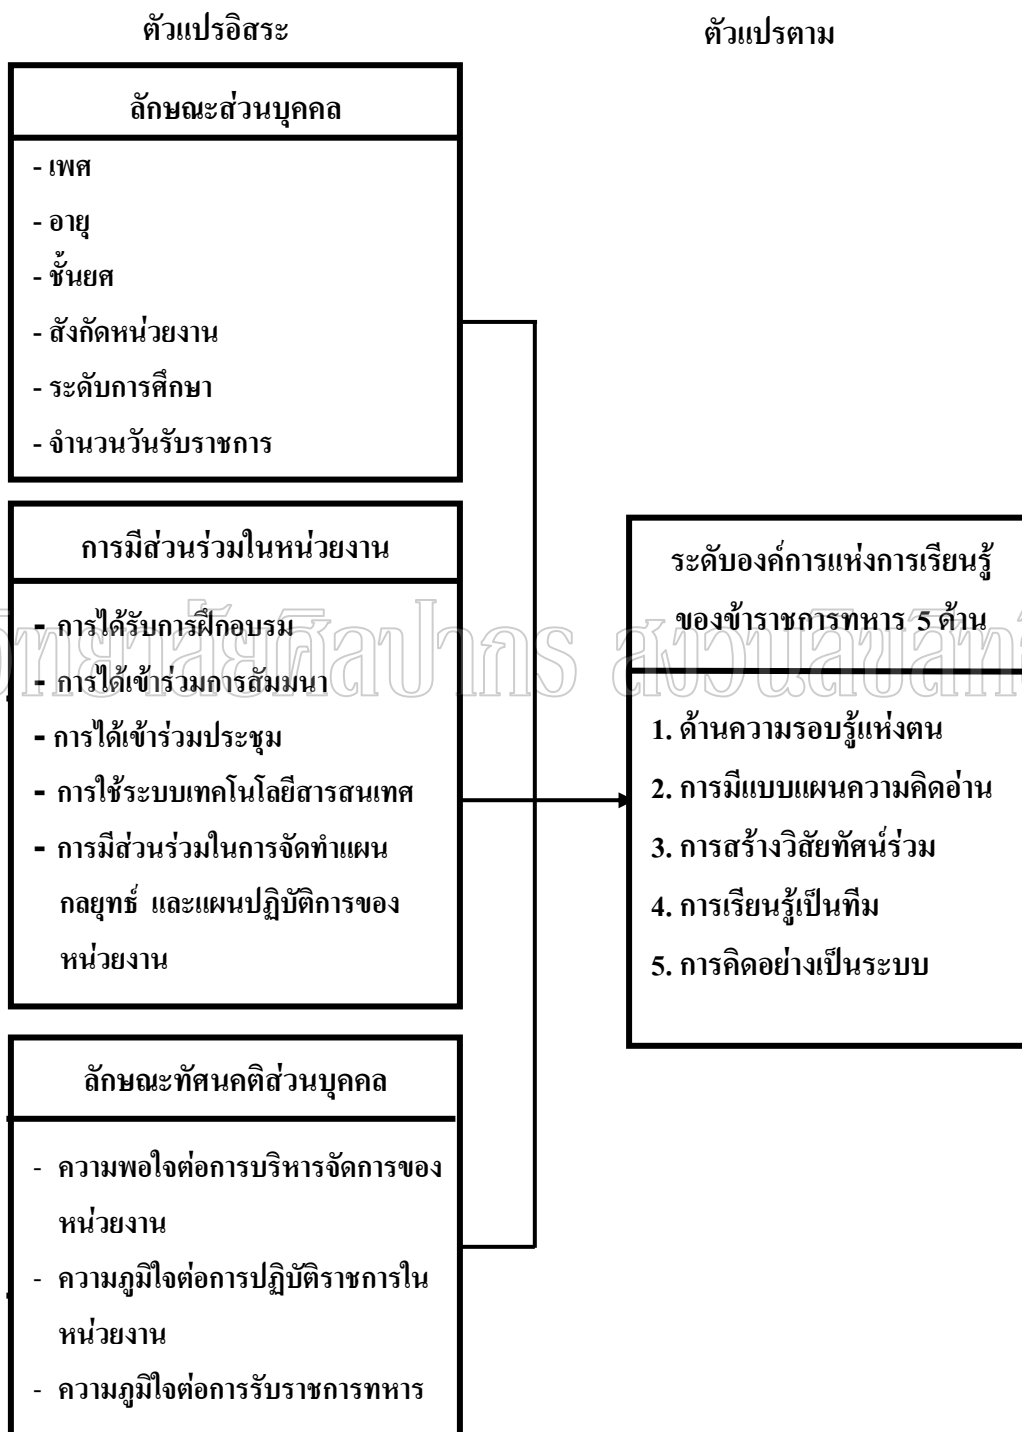 ตัวแปรอิสระ
ตัวแปรตาม
ลักษณะส่วนบุคคล
- เพศ
- อายุ
- ชั้นยศ
- สังกัดหน่วยงาน
- ระดับการศึกษา
- จำนวนวันรับราชการ
การมีส่วนร่วมในหน่วยงาน
- การได้รับการฝึกอบรม
- การได้เข้าร่วมการสัมมนา
- การได้เข้าร่วมประชุม
- การใช้ระบบเทคโนโลยีสารสนเทศ
- การมีส่วนร่วมในการจัดทำแผน
กลยุทธ์ และแผนปฏิบัติการของ
หน่วยงาน
ลักษณะทัศนคติส่วนบุคคล
- ความพอใจต่อการบริหารจัดการของ
หน่วยงาน
- ความภูมิใจต่อการปฏิบัติราชการใน
หน่วยงาน
- ความภูมิใจต่อการรับราชการทหาร
ระดับองค์การแห่งการเรียนรู้
ของข้าราชการทหาร 5 ด้าน
1. ด้านความรอบรู้แห่งตน
2. การมีแบบแผนความคิดอ่าน
3. การสร้างวิสัยทัศน์ร่วม
4. การเรียนรู้เป็นทีม
5. การคิดอย่างเป็นระบบ